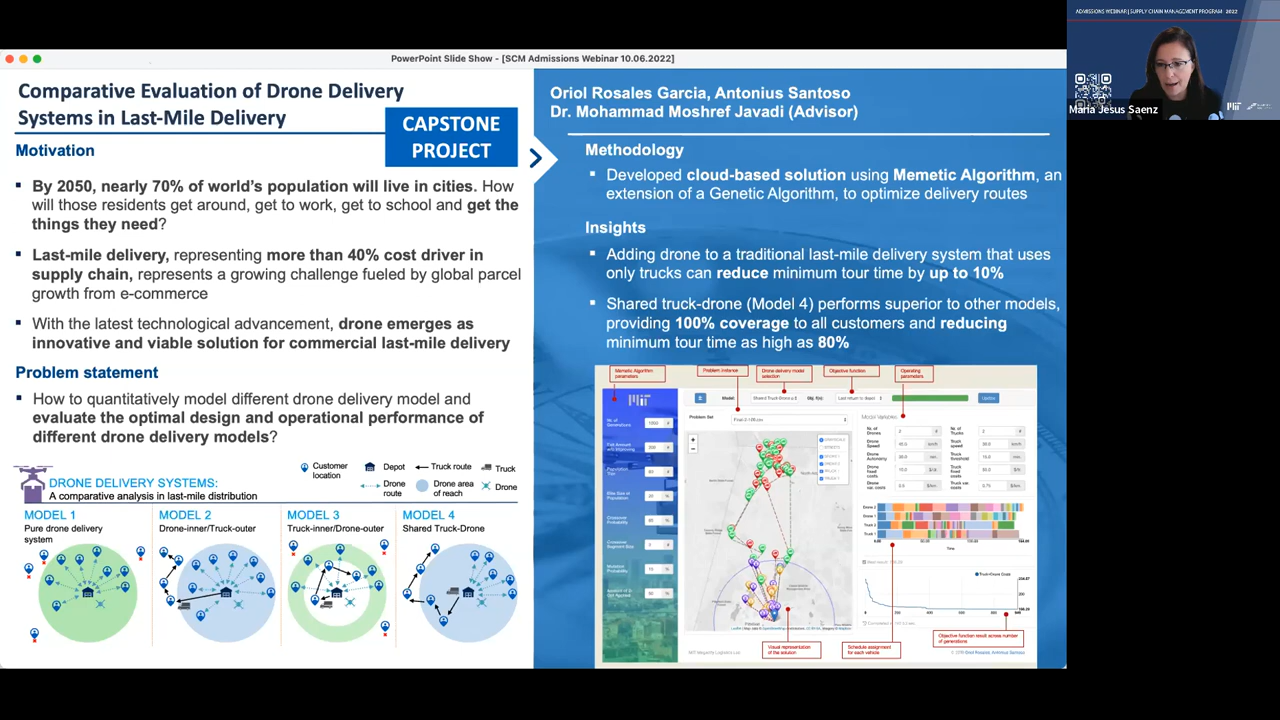 ADMISSIONS WEBINAR | SUPPLY CHAIN MANAGEMENT PROGRAM 2022
Maria Jesus Saenz
PowerPoint Slide Show - [SCM Admissions Webinar 10.06.2022]
Comparative Evaluation of Drone Delivery
Systems in Last-Mile Delivery
CAPSTONE
PROJECT
Motivation
By 2050, nearly 70% of world's population will live in cities. How
will those residents get around, get to work, get to school and get the
things they need?
Last-mile delivery, representing more than 40% cost driver in
supply chain, represents a growing challenge fueled by global parcel
growth from e-commerce
With the latest technological advancement, drone emerges as
innovative and viable solution for commercial last-mile delivery
Problem statement
How to quantitatively model different drone delivery model and
evaluate the optimal design and operational performance of
different drone delivery models?
DRONE DELIVERY SYSTEMS:
A comparative analysis in last-mile distribution
Customer
location
Depot
Truck route
Truck
Drone
route
Drone area
of reach
Drone
MODEL 1
Pure drone delivery
system
MODEL 2
Drone-inner/Truck-outer
MODEL 3
Truck-inner/Drone-outer
MODEL 4
Shared Truck-Drone
Oriol Rosales Garcia, Antonius Santoso
Dr. Mohammad Moshref Javadi (Advisor)
Methodology
Developed cloud-based solution using Memetic Algorithm, an
extension of a Genetic Algorithm, to optimize delivery routes
Insights
Adding drone to a traditional last-mile delivery system that uses
only trucks can reduce minimum tour time by up to 10%
Shared truck-drone (Model 4) performs superior to other models,
providing 100% coverage to all customers and reducing
minimum tour time as high as 80%
Memetic Algorithm
parameters
Problem instance
Drone delivery model
selection
Objective function
Operating
parameters
Model:
Problem Set
Model Variables
Visual representation
of the solution
Schedule assignment
for each vehicle
Objective function result across number
of generations
MIT Megacity Logistics Lab